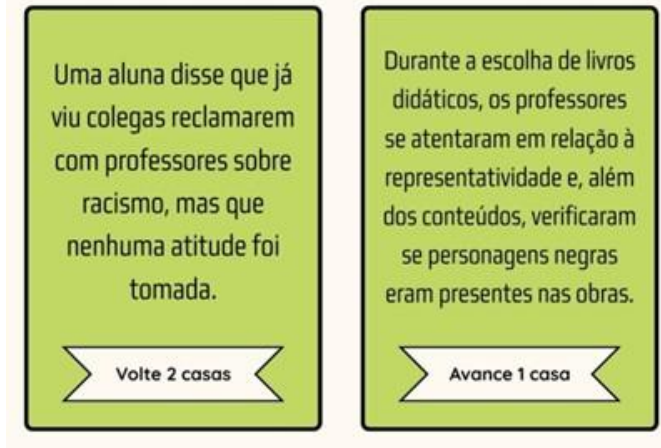 Uma aluna disse que já
viu colegas reclamarem
com professores sobre
racismo, mas que
nenhuma atitude foi
tomada.
Volte 2 casas
Durante a escolha de livros
didáticos, os professores
se atentaram em relação à
representatividade e, além
dos conteúdos, verificaram
se personagens negras
eram presentes nas obras.
Avance 1 casa